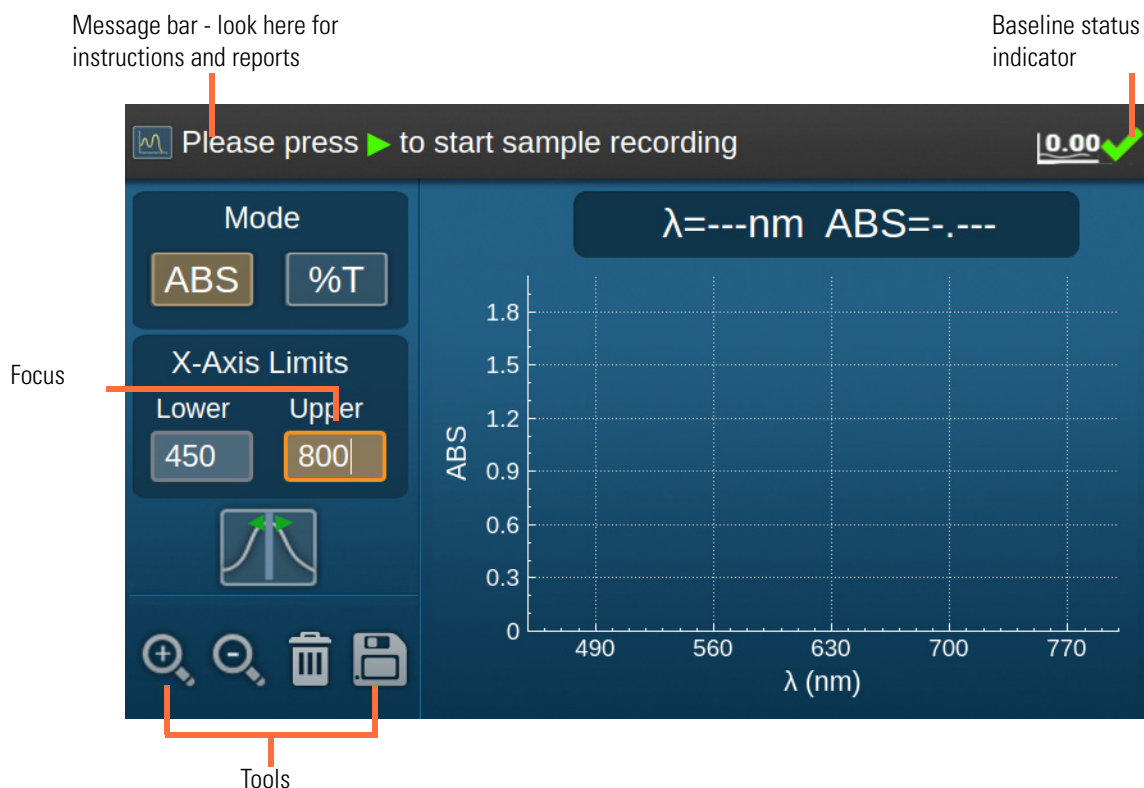 Message bar - look here for
instructions and reports
Baseline status
indicator
Please press ▶ to start sample recording
0.00
Mode
ABS
%T
X-Axis Limits
Lower
Upper
450
800
Focus
λ=---nm ABS=-.---
ABS
1.8
1.5
1.2
0.9
0.6
0.3
0
490
560
630
700
770
λ (nm)
Tools